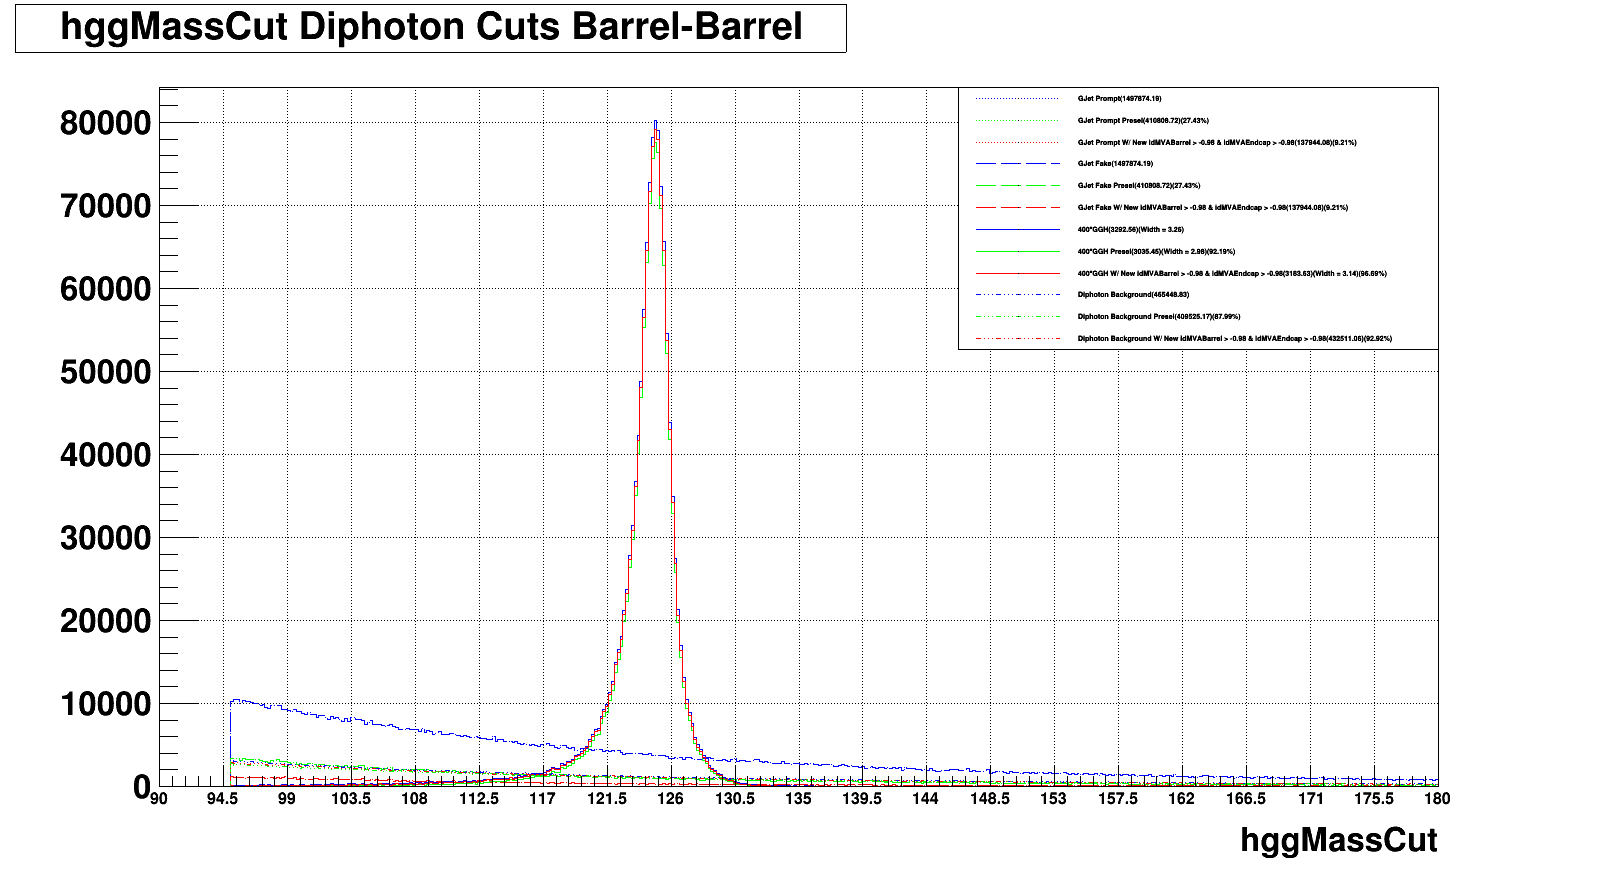 hggMassCut Diphoton Cuts Barrel-Barrel
GJet Prompt(1497874.19)
GJet Prompt Presel(410808.72)(27.43%)
GJet Prompt W/ New idMVABarrel > -0.98 & idMVAEndcap > -0.98(137944.08)(9.21%)
GJet Fake(1497874.19)
GJet Fake Presel(410808.72)(27.43%)
GJet Fake W/ New idMVABarrel > -0.98 & idMVAEndcap > -0.98(137944.08)(9.21%)
400*GGH(3292.56)(Width = 3.25)
400*GGH Presel(3035.45)(Width = 2.96)(92.19%)
400*GGH W/ New idMVABarrel > -0.98 & idMVAEndcap > -0.98(3183.63)(Width = 3.14)(96.69%)
Diphoton Background(465448.83)
Diphoton Background Presel(409525.17)(87.99%)
Diphoton Background W/ New idMVABarrel > -0.98 & idMVAEndcap > -0.98(432511.05)(92.92%)
80000
70000
60000
50000
40000
30000
20000
10000
0
90 94.5 99 103.5 108 112.5 117 121.5 126 130.5 135 139.5 144 148.5 153 157.5 162 166.5 171 175.5 180
hggMassCut